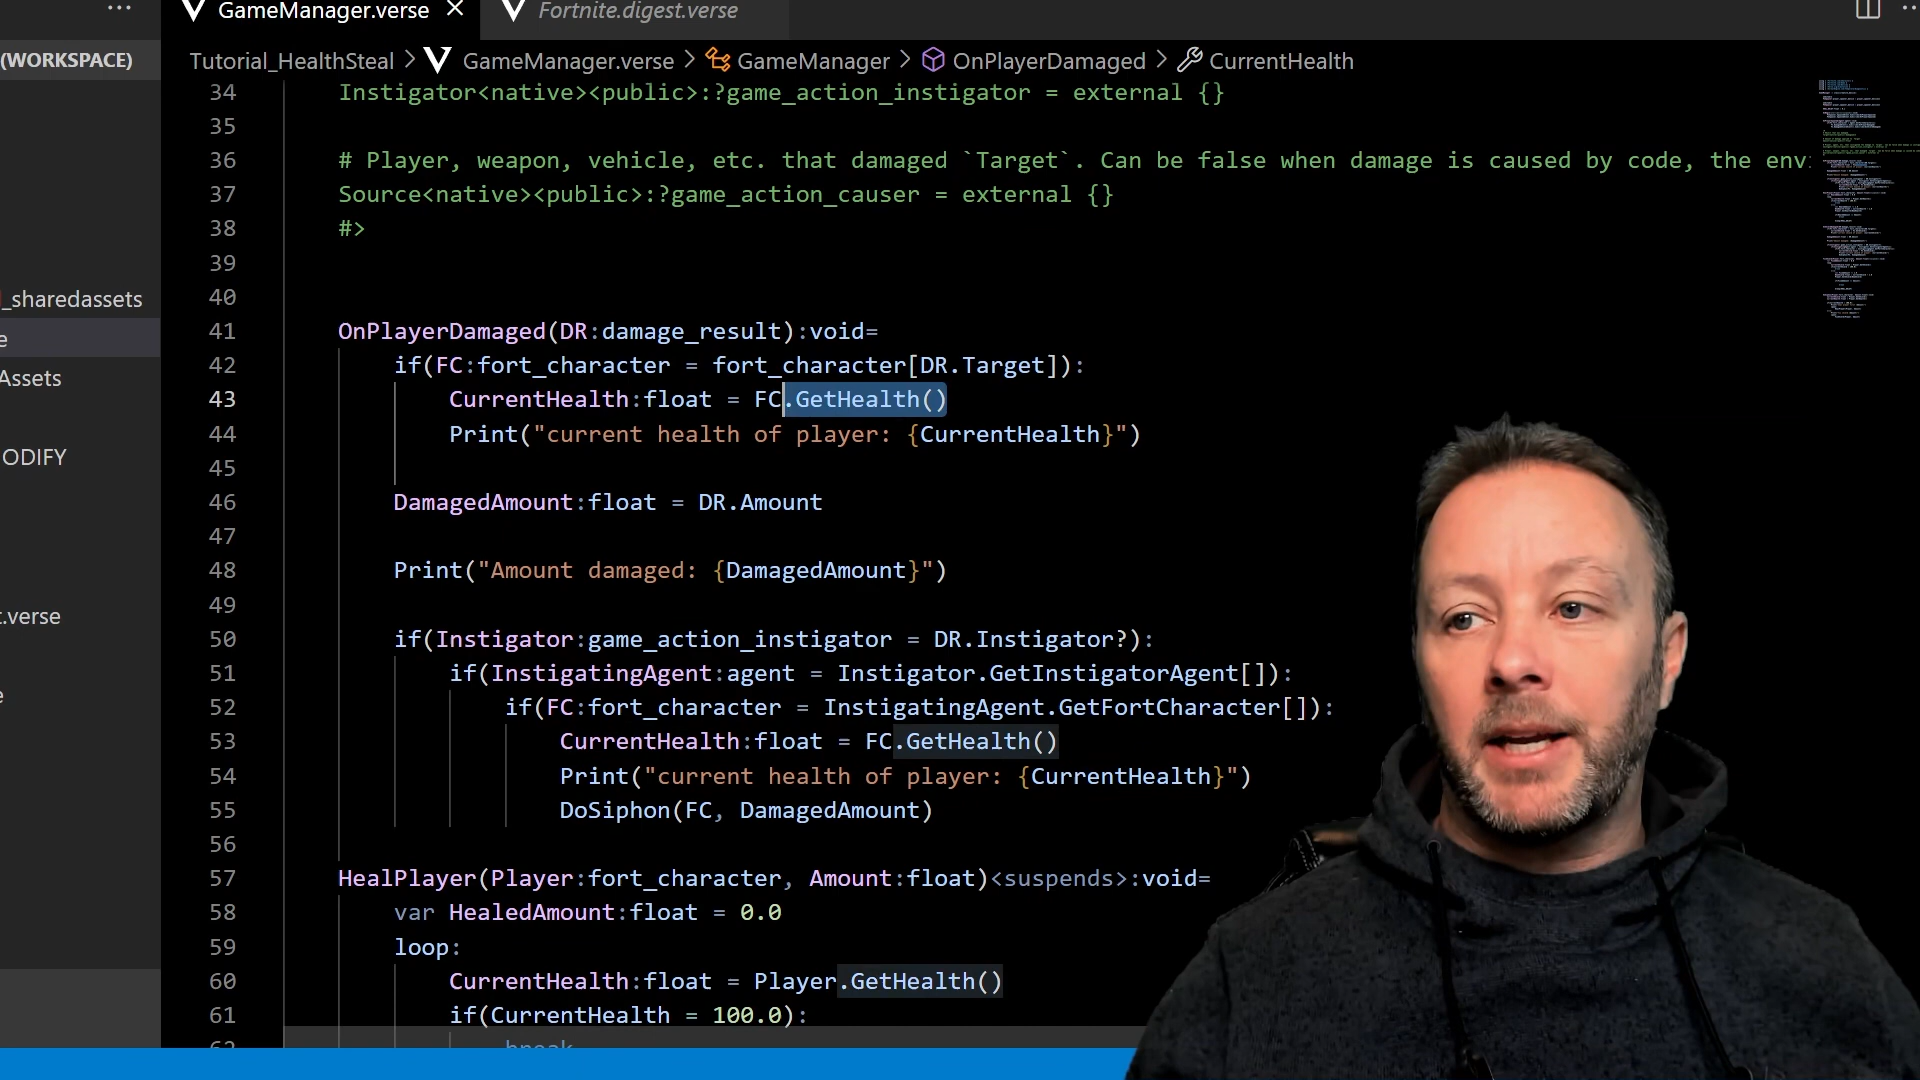 GameManager.verse
Fortnite.digest.verse
(WORKSPACE)
Tutorial_HealthSteal > GameManager.verse > GameManager > OnPlayerDamaged > CurrentHealth
34 Instigator<native><public>:?game_action_instigator = external {}
35
36 # Player, weapon, vehicle, etc. that damaged `Target`. Can be false when damage is caused by code, the env
37 Source<native><public>:?game_action_causer = external {}
38 #>
39
40
_sharedassets
41 OnPlayerDamaged(DR:damage_result):void=
e
42 if(FC:fort_character = fort_character[DR.Target]):
Assets
43 CurrentHealth:float = FC.GetHealth()
44 Print("current health of player: {CurrentHealth}")
ODIFY
45
46 DamagedAmount:float = DR.Amount
47
48 Print("Amount damaged: {DamagedAmount}")
49
.verse
50 if(Instigator:game_action_instigator = DR.Instigator?):
51 if(InstigatingAgent:agent = Instigator.GetInstigatorAgent[]):
e
52 if(FC:fort_character = InstigatingAgent.GetFortCharacter[]):
53 CurrentHealth:float = FC.GetHealth()
54 Print("current health of player: {CurrentHealth}")
55 DoSiphon(FC, DamagedAmount)
56
57 HealPlayer(Player:fort_character, Amount:float)<suspends>:void=
58 var HealedAmount:float = 0.0
59 loop:
60 CurrentHealth:float = Player.GetHealth()
61 if(CurrentHealth = 100.0):
62 break